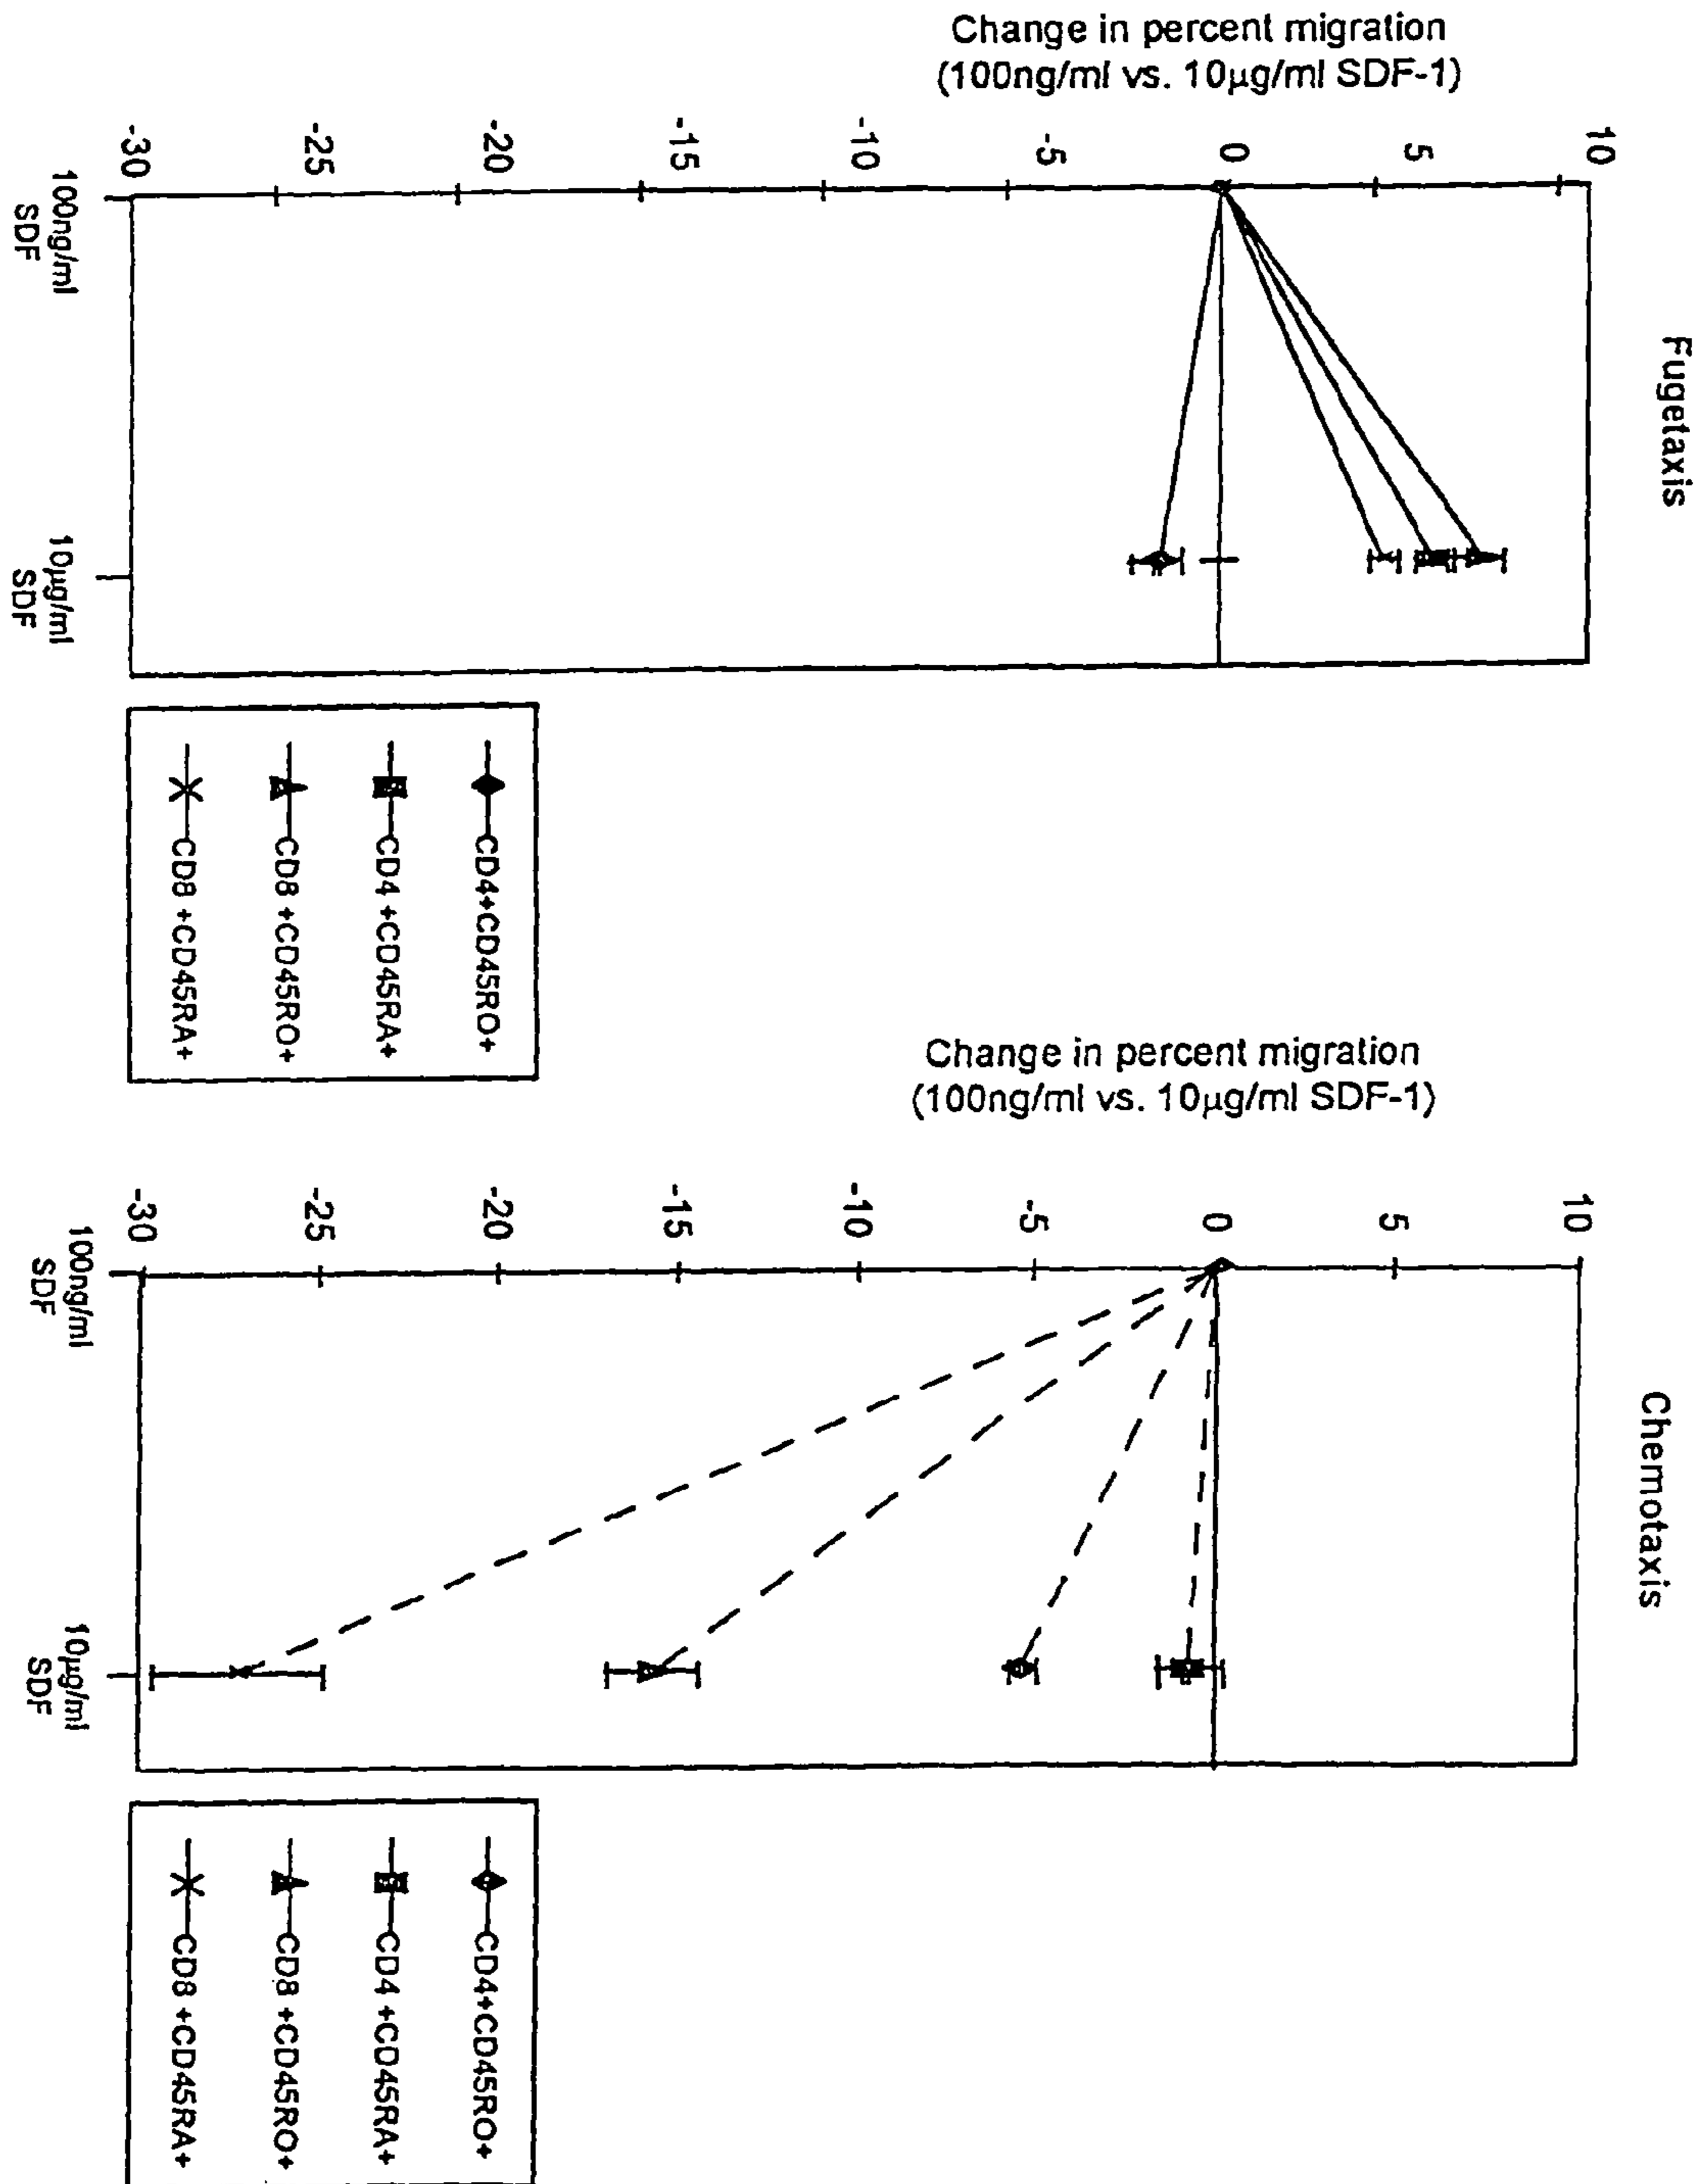 Fugetaxis
Change in percent migration
(100ng/ml vs. 10µg/ml SDF-1)
10
5
0
-5
-10
-15
-20
-25
-30
100ng/ml
SDF
10µg/ml
SDF
CD4+CD45RO+
CD4 +CD45RA+
CD8 +CD45RO+
CD8 +CD45RA+
Chemotaxis
Change in percent migration
(100ng/ml vs. 10µg/ml SDF-1)
10
5
0
-5
-10
-15
-20
-25
-30
100ng/ml
SDF
10µg/ml
SDF
CD4+CD45RO+
CD4 +CD45RA+
CD8 +CD45RO+
CD8 +CD45RA+